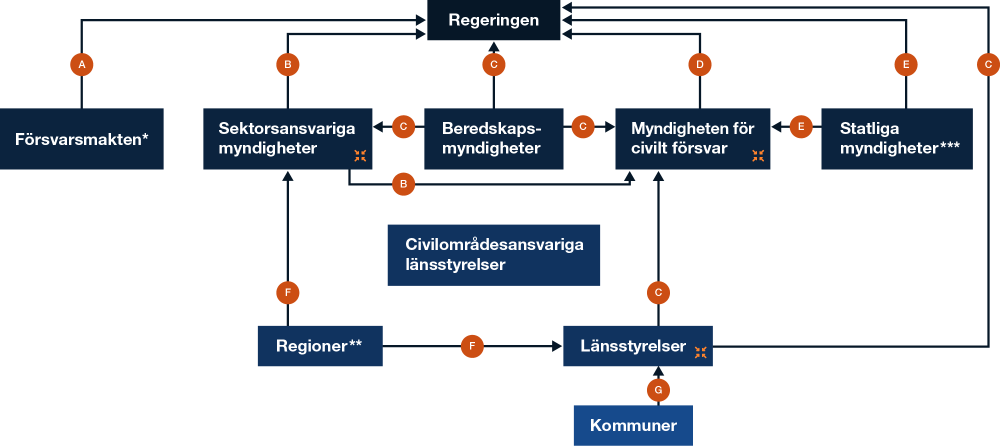 Regeringen
A
B
C
D
E
C
Försvarsmakten*
Sektorsansvariga
myndigheter
C
Beredskaps-
myndigheter
C
Myndigheten för
civilt försvar
E
Statliga
myndigheter***
B
Civilområdesansvariga
länsstyrelser
F
C
Regioner**
F
Länsstyrelser
G
Kommuner